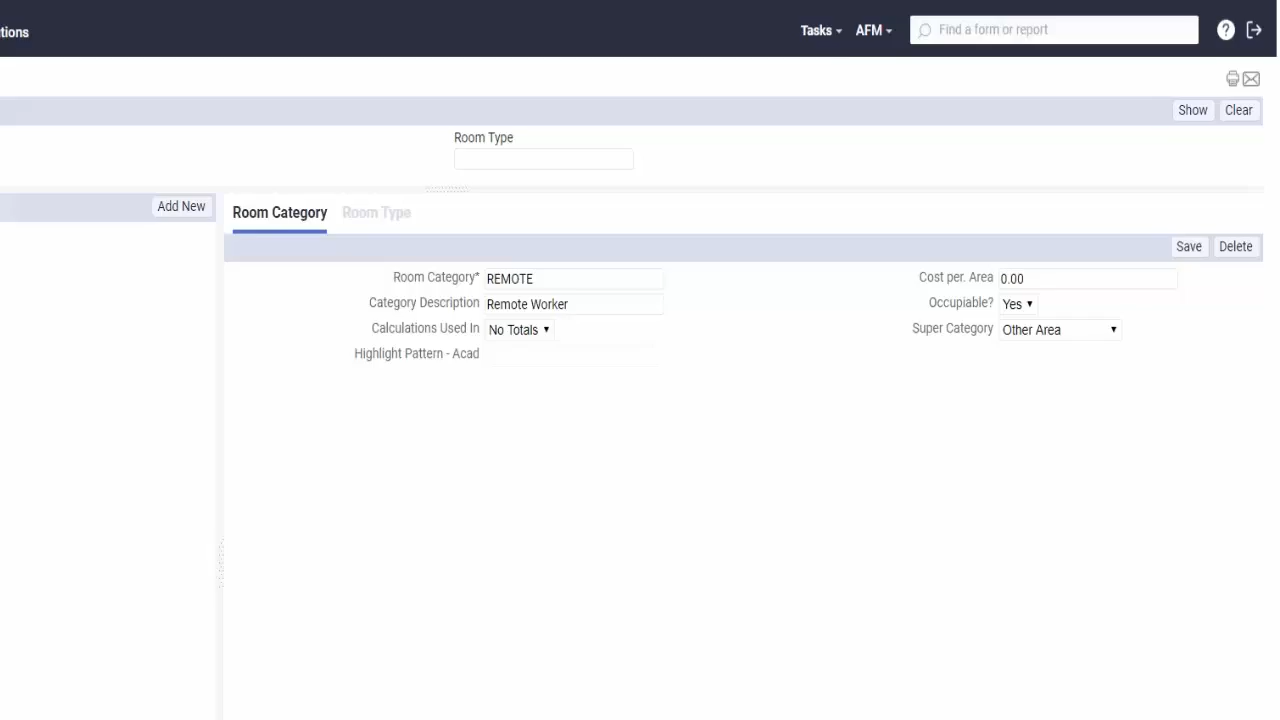 tions
Tasks AFM Find a form or report ?
Show Clear
Room Type
Add New
Room Category Room Type
Save Delete
Room Category* REMOTE Cost per. Area 0.00
Category Description Remote Worker Occupiable? Yes
Calculations Used In No Totals Super Category Other Area
Highlight Pattern - Acad